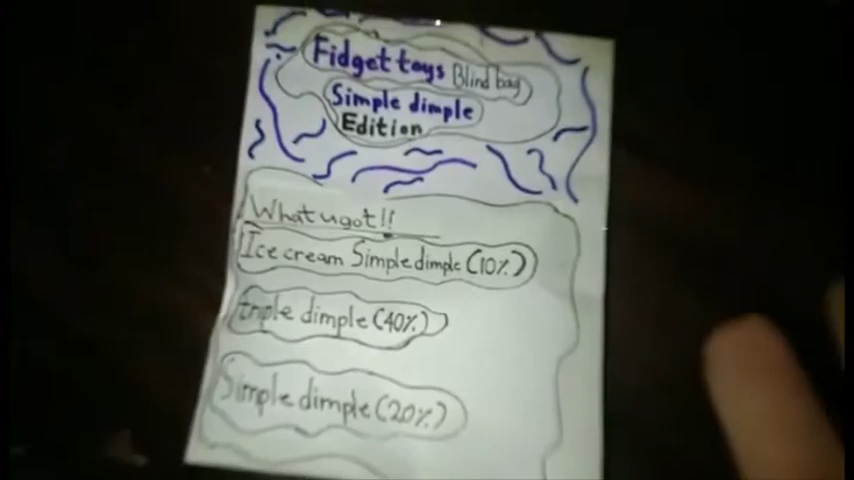 Fidget toys Blind bag
Simple dimple
Edition
What u got!!
Ice cream Simple dimple (10%)
triple dimple (40%)
Simple dimple (20%)